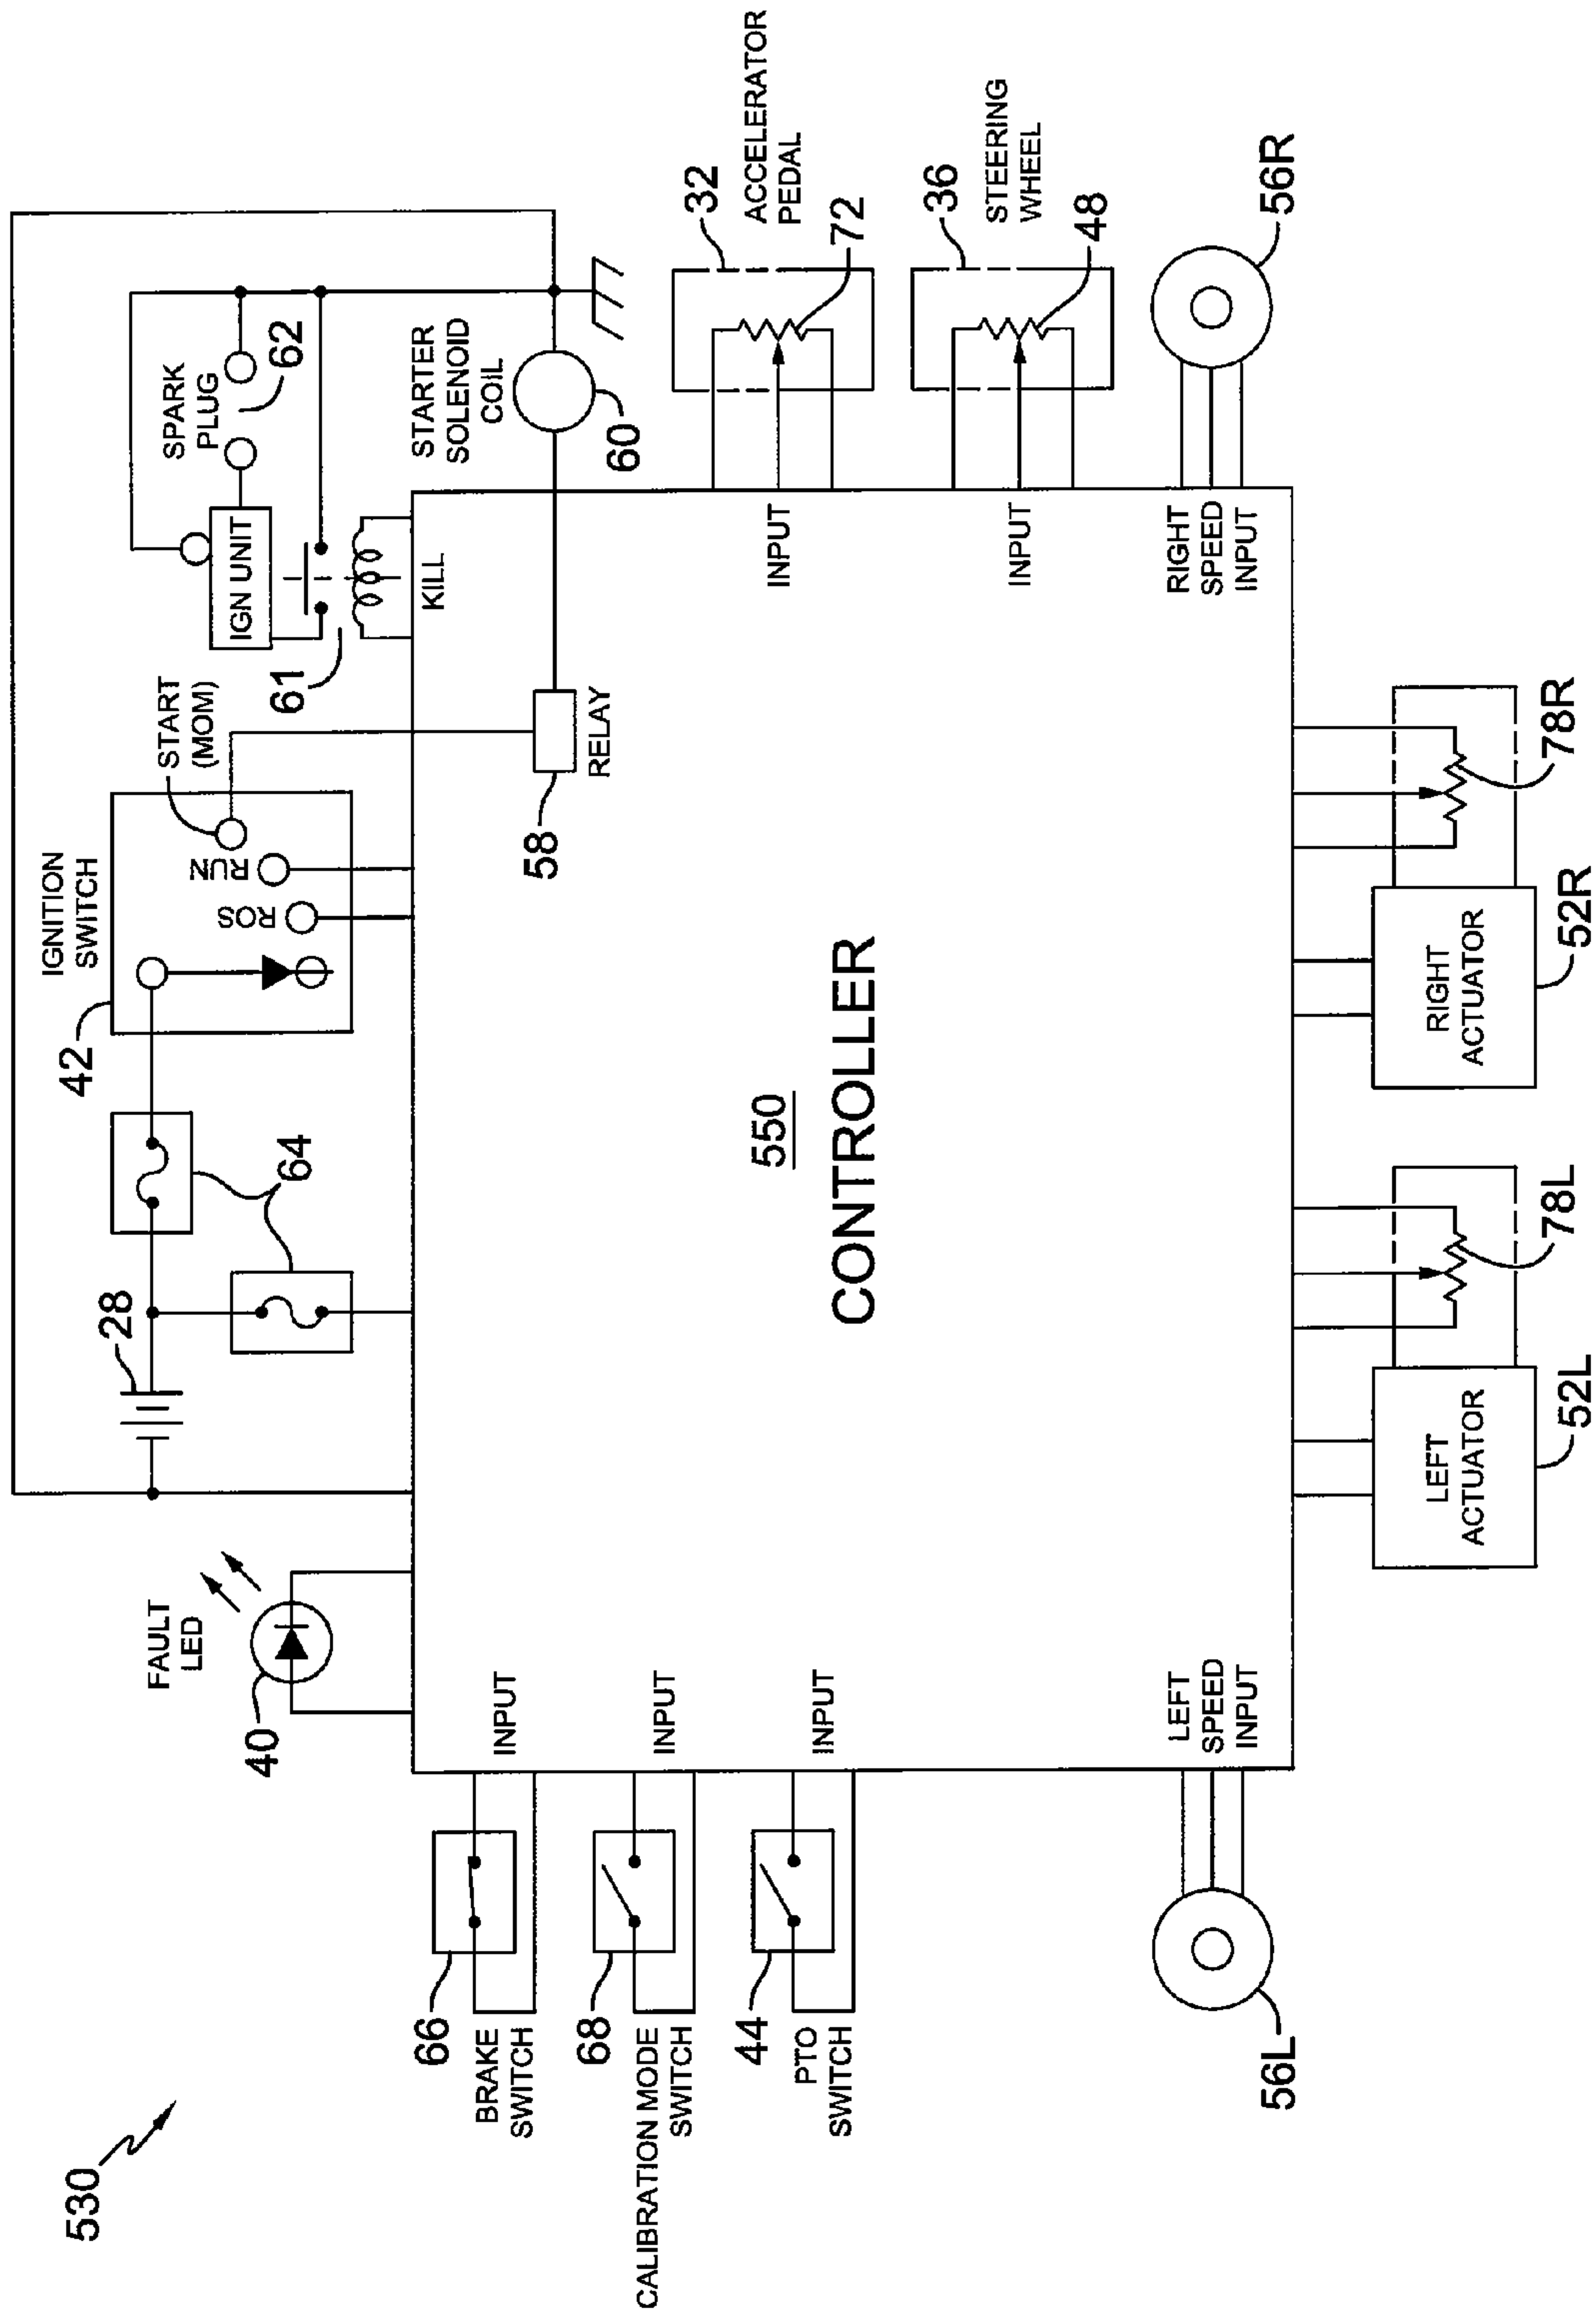 530
FAULT
LED
40
28
64
IGNITION
SWITCH
42
ROS
RUN
START
(MOM)
61
IGN UNIT
SPARK
PLUG
62
KILL
STARTER
SOLENOID
COIL
60
58
RELAY
66
BRAKE
SWITCH
INPUT
68
CALIBRATION MODE
SWITCH
INPUT
44
PTO
SWITCH
INPUT
550
CONTROLLER
INPUT
32
ACCELERATOR
PEDAL
72
INPUT
36
STEERING
WHEEL
48
56L
LEFT
SPEED
INPUT
RIGHT
SPEED
INPUT
56R
LEFT
ACTUATOR
52L
78L
RIGHT
ACTUATOR
52R
78R